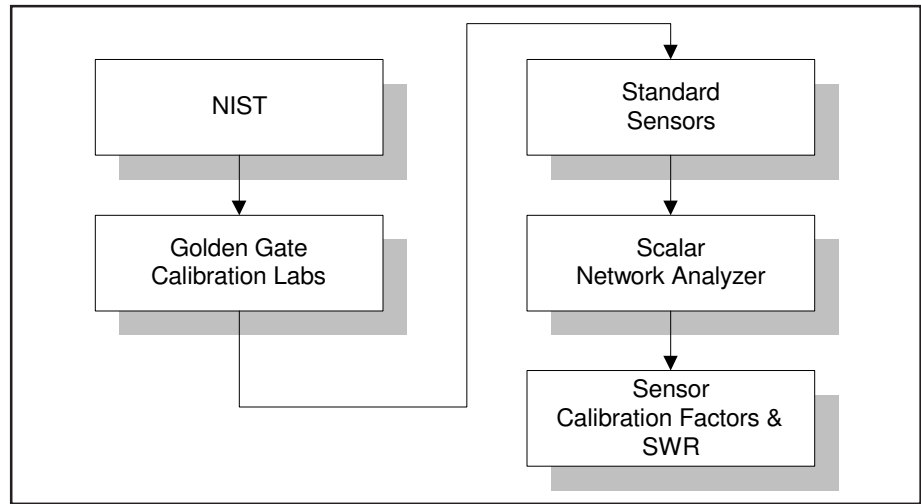 NIST
Golden Gate
Calibration Labs
Standard
Sensors
Scalar
Network Analyzer
Sensor
Calibration Factors &
SWR